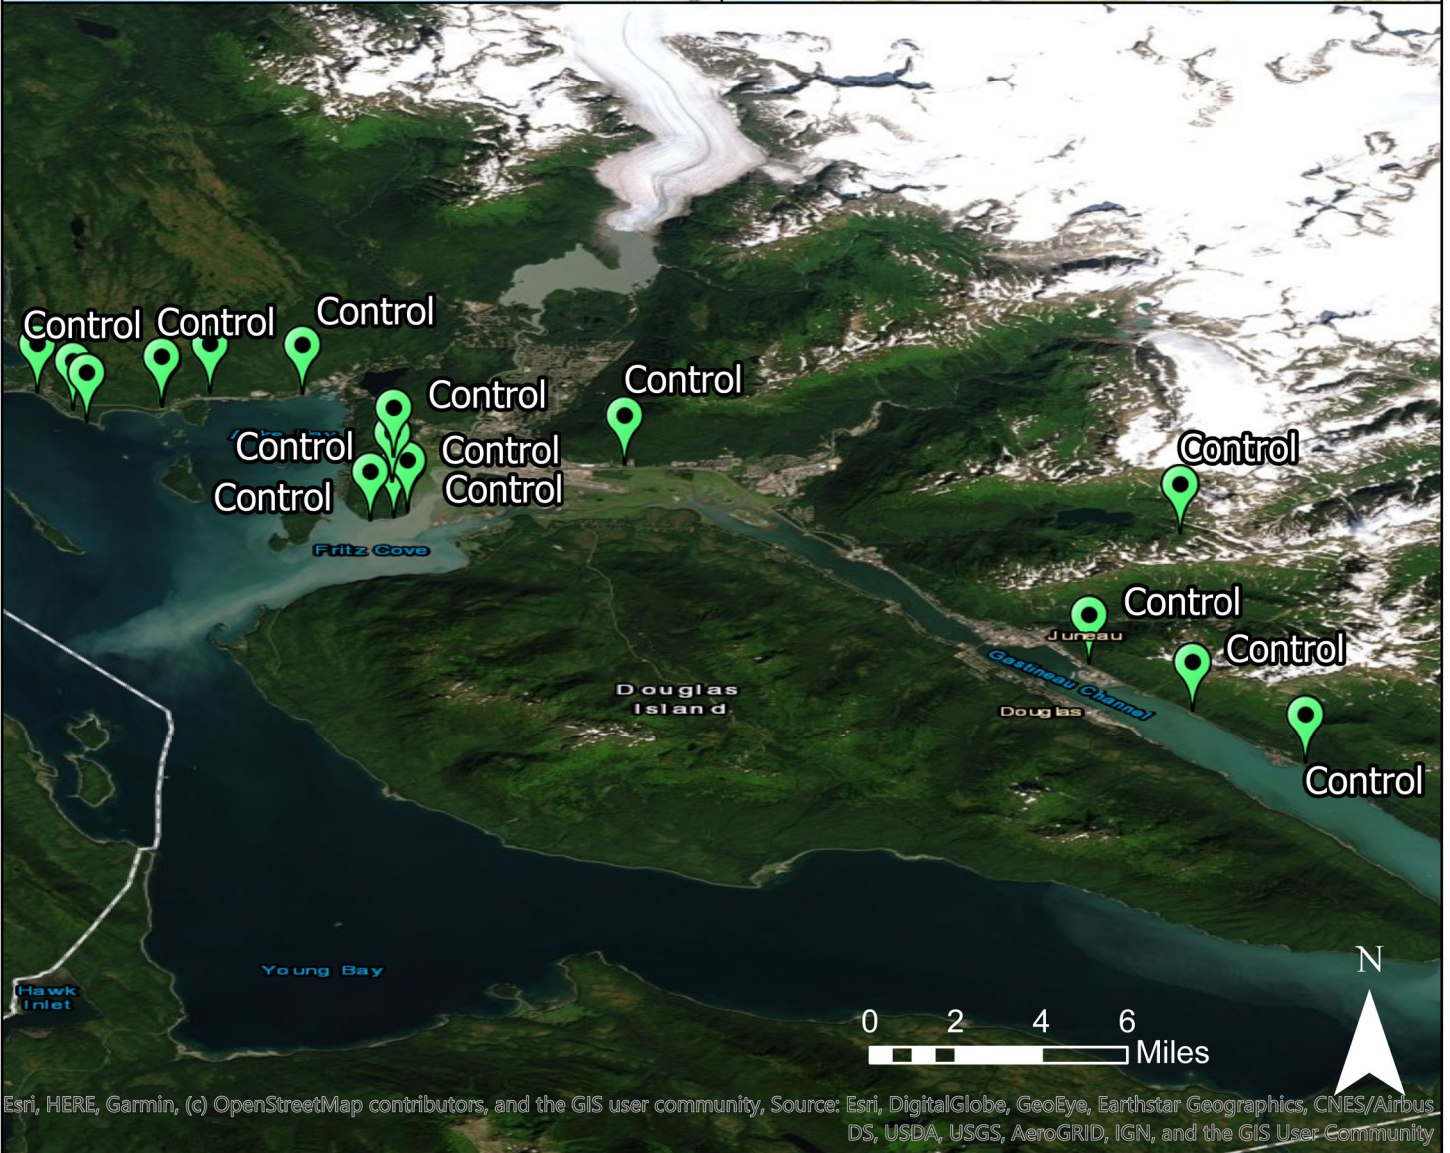 Control
Control
Control
Control
Control
Control
Control
Control
Control
Control
Fritz Cove
Control
Control
Juneau
Control
Gastineau Channel
Douglas
Island
Douglas
Control
Young Bay
Hawk
Inlet
N
0 2 4 6
Miles
Esri, HERE, Garmin, (c) OpenStreetMap contributors, and the GIS user community, Source: Esri, DigitalGlobe, GeoEye, Earthstar Geographics, CNES/Airbus
DS, USDA, USGS, AeroGRID, IGN, and the GIS User Community